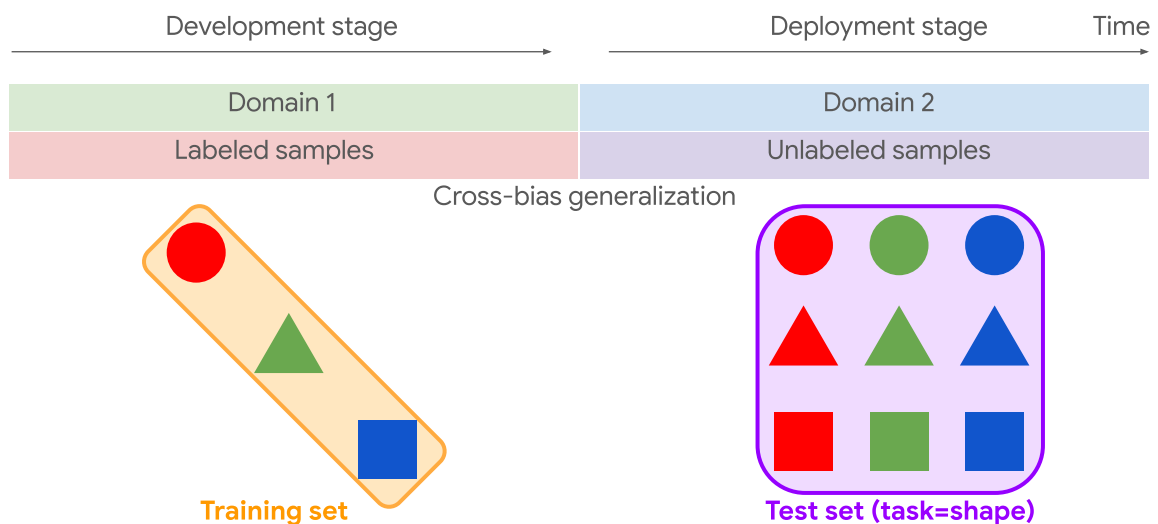 Development stage
Deployment stage
Time
Domain 1
Domain 2
Labeled samples
Unlabeled samples
Cross-bias generalization
Training set
Test set (task=shape)